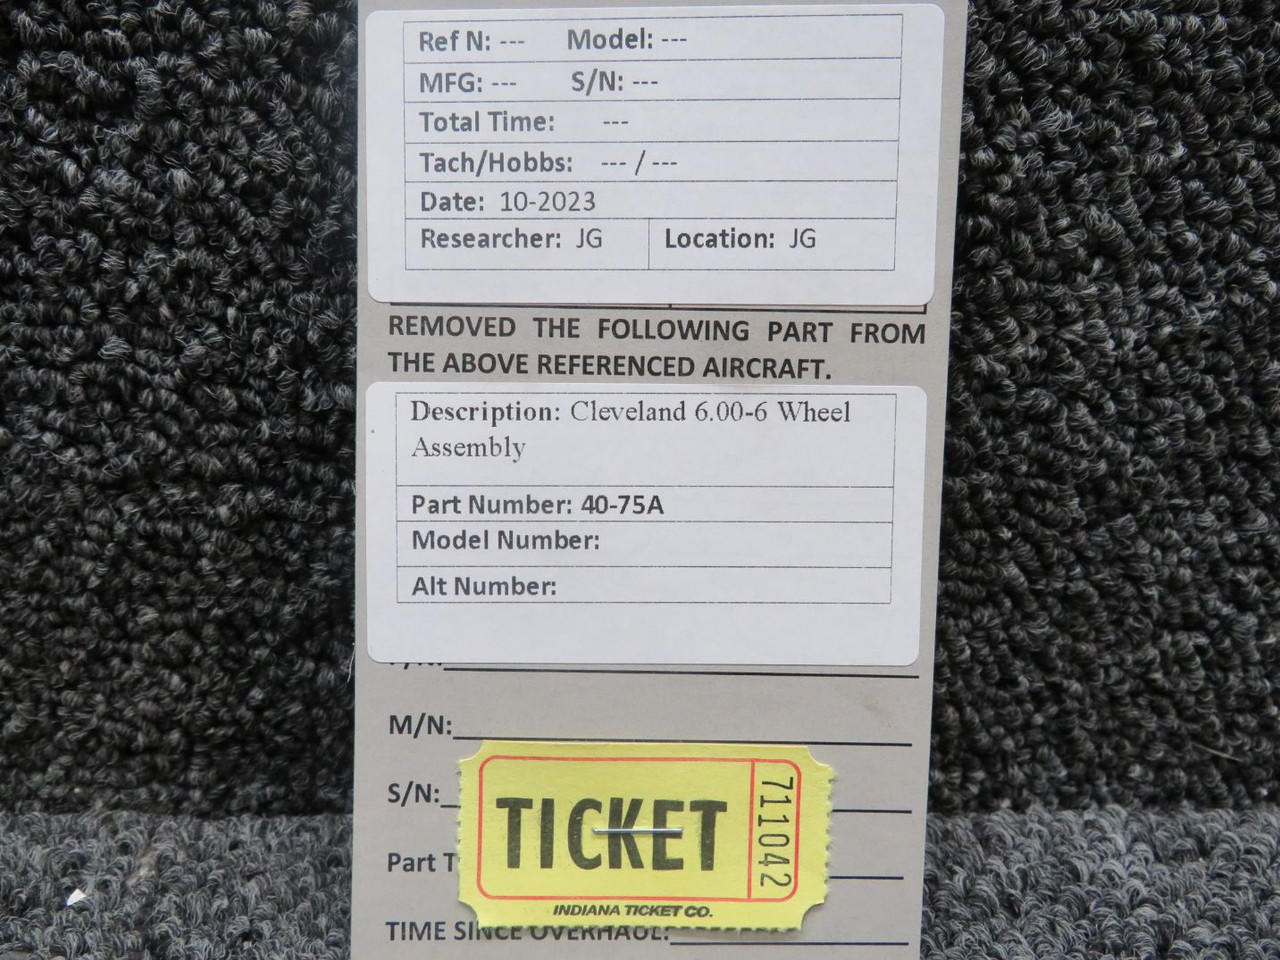 Ref N: --- Model: ---
MFG: --- S/N: ---
Total Time: ---
Tach/Hobbs: --- / ---
Date: 10-2023
Researcher: JG Location: JG
REMOVED THE FOLLOWING PART FROM
THE ABOVE REFERENCED AIRCRAFT.
Description: Cleveland 6.00-6 Wheel
Assembly
Part Number: 40-75A
Model Number:
Alt Number:
M/N:
S/N:
Part T
TICKET
711042
INDIANA TICKET CO.
TIME SINCE OVERHAUL: